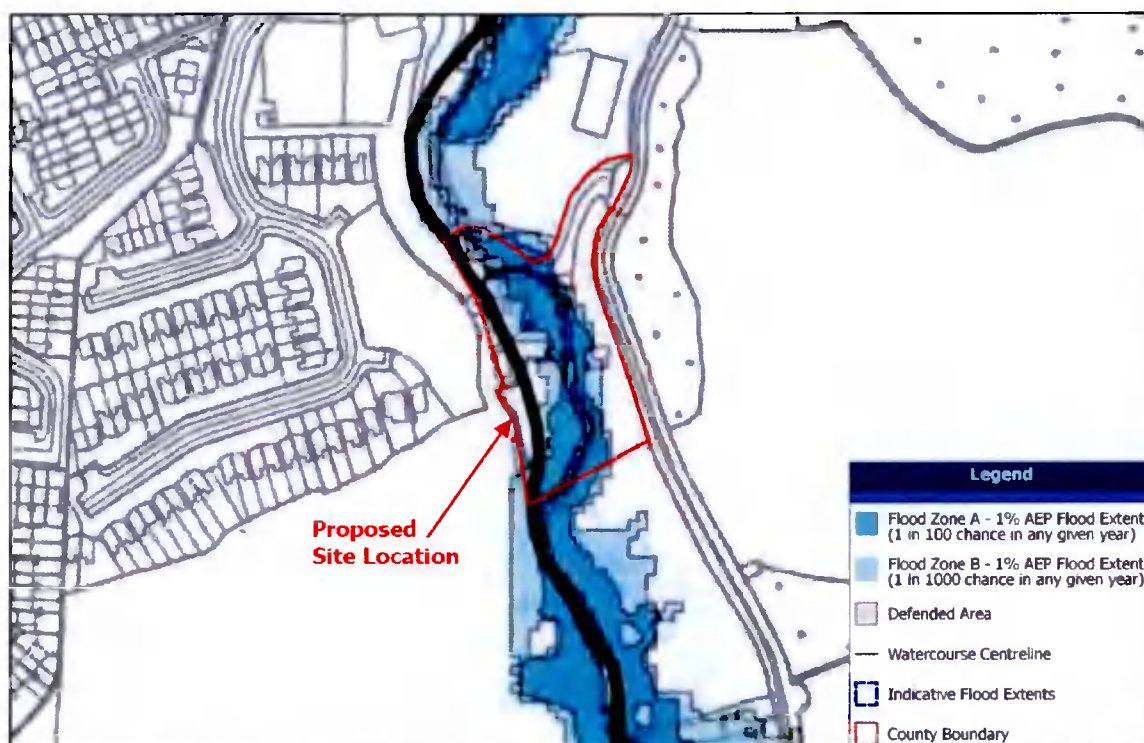 Proposed
Site Location
Legend
Flood Zone A - 1% AEP Flood Extent
(1 in 100 chance in any given year)
Flood Zone B - 1% AEP Flood Extent
(1 in 1000 chance in any given year)
Defended Area
Watercourse Centreline
Indicative Flood Extents
County Boundary